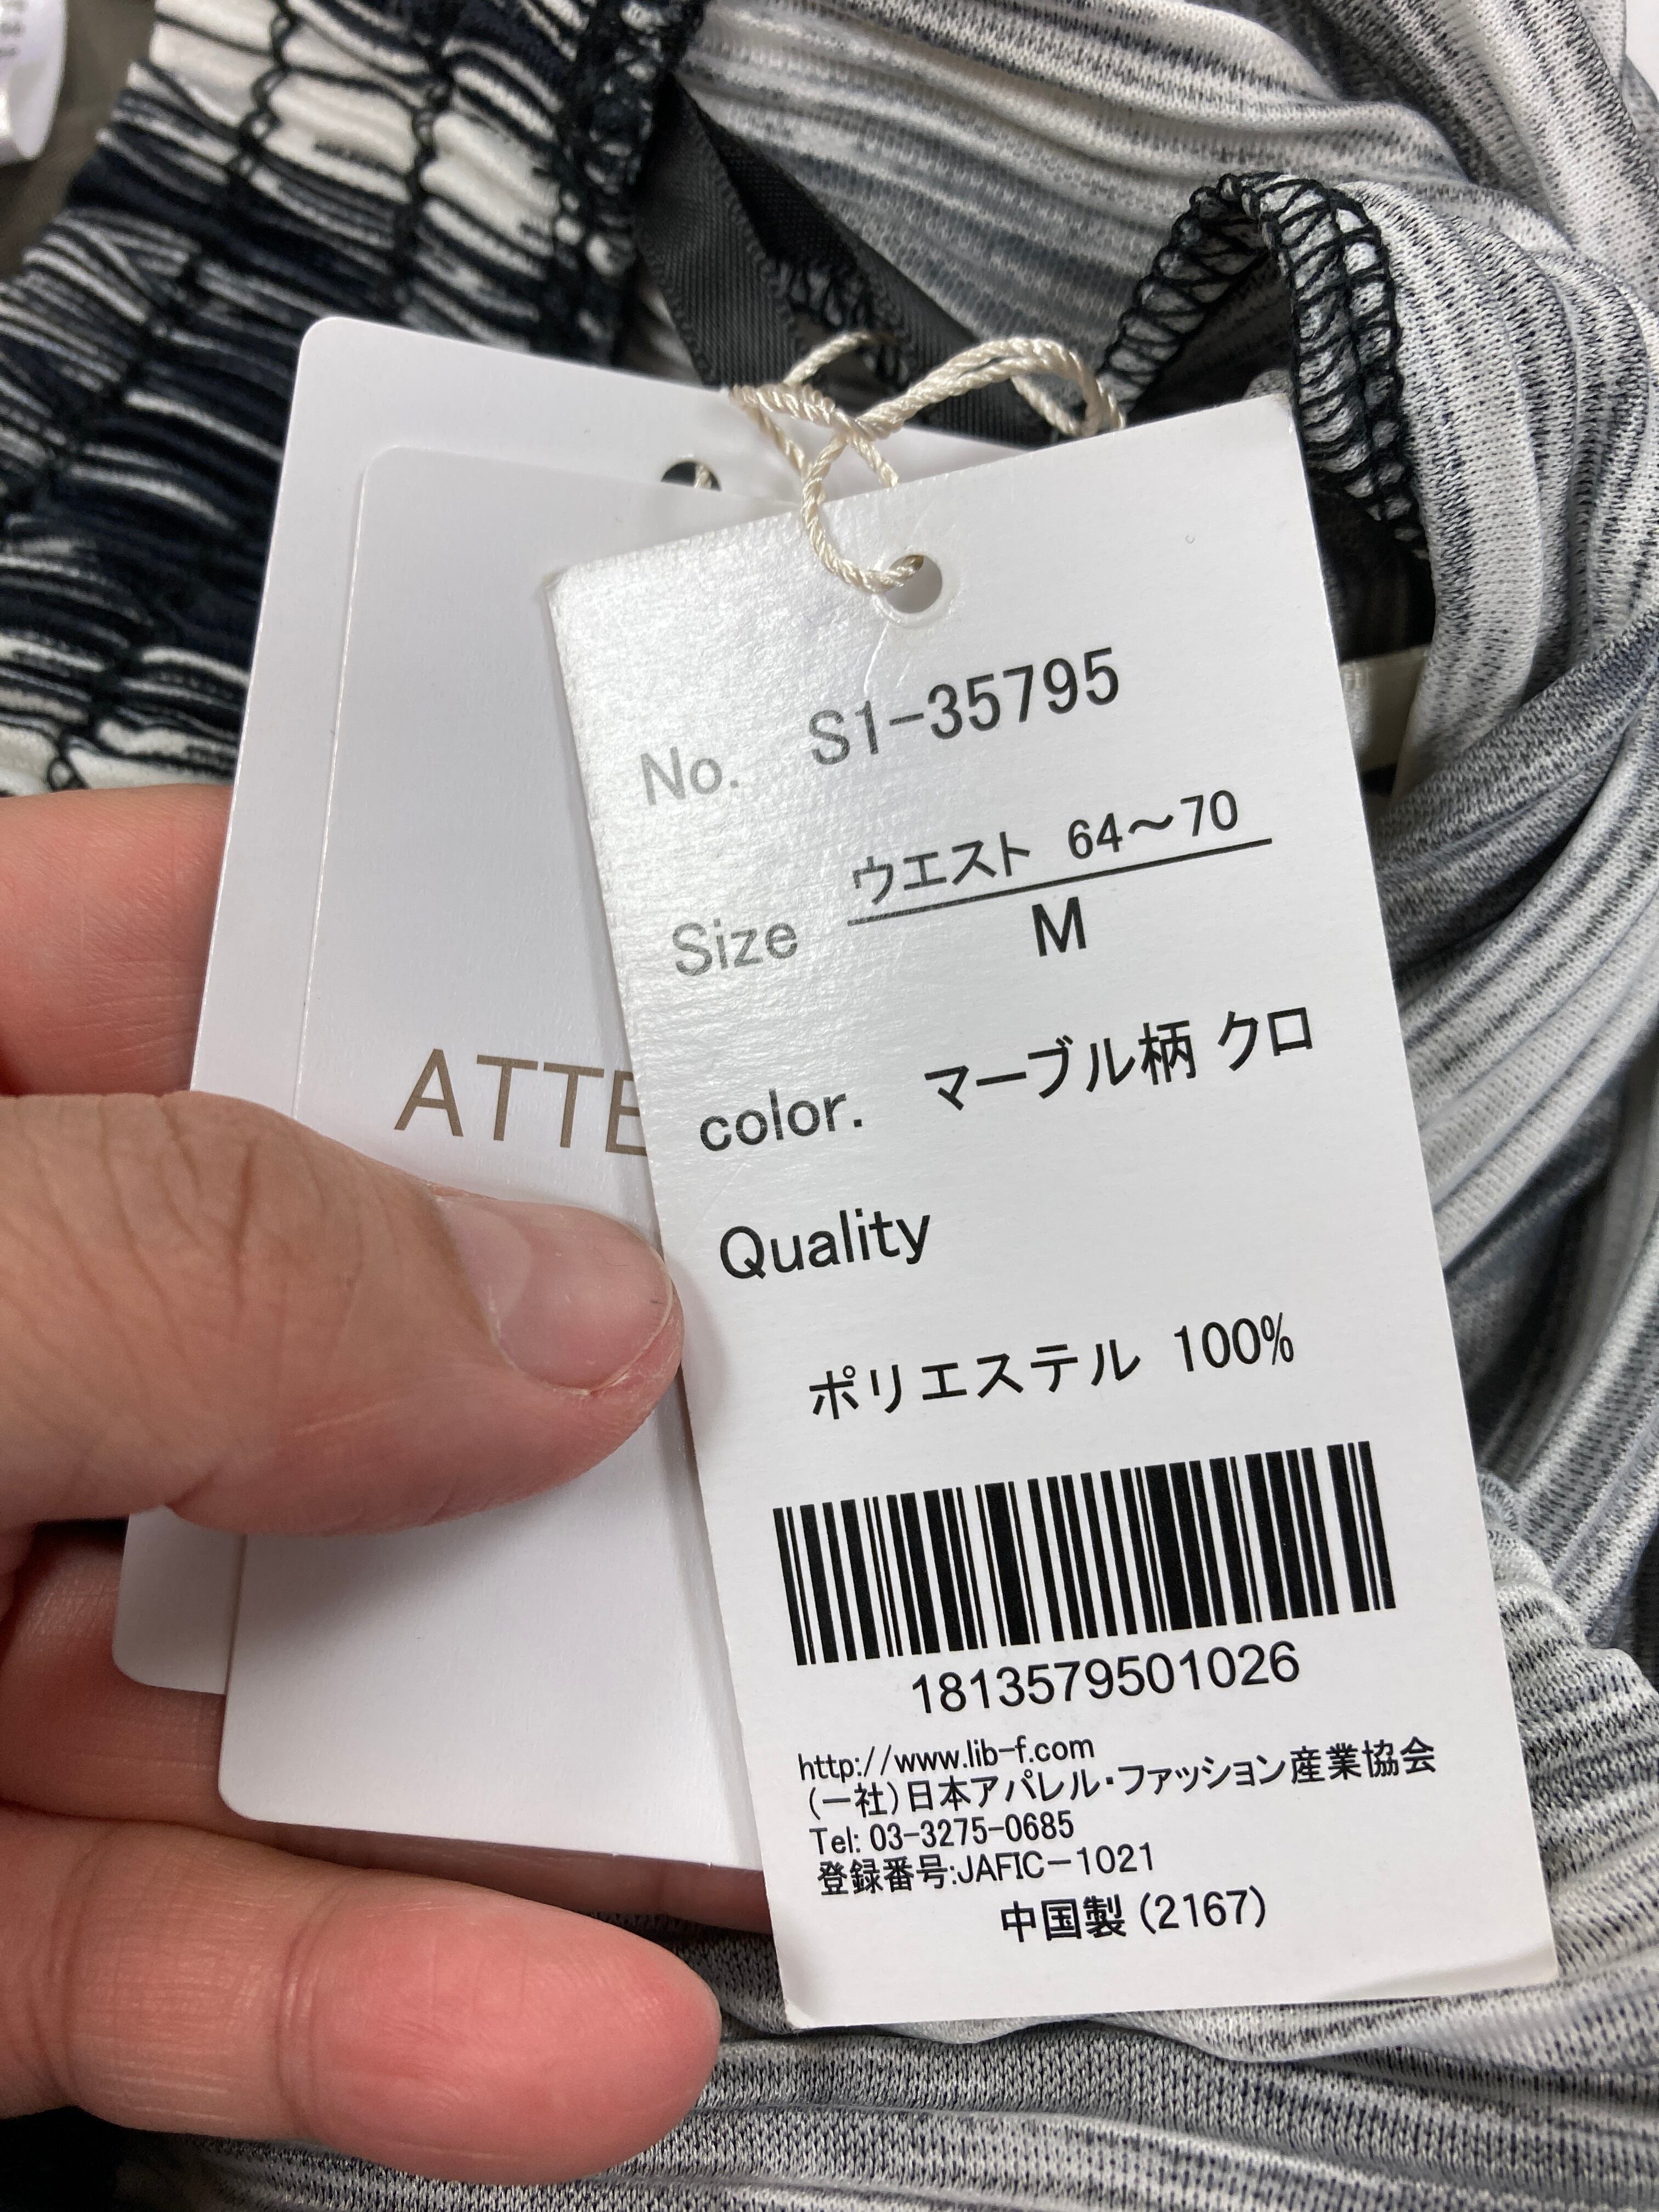 No. S1-35795
Size ウエスト 64～70
M
color. マーブル柄 クロ
Quality
ポリエステル 100%
1813579501026
http://www.lib-f.com
(一社)日本アパレル・ファッション産業協会
Tel: 03-3275-0685
登録番号:JAFIC-1021
中国製 (2167)
ATTE